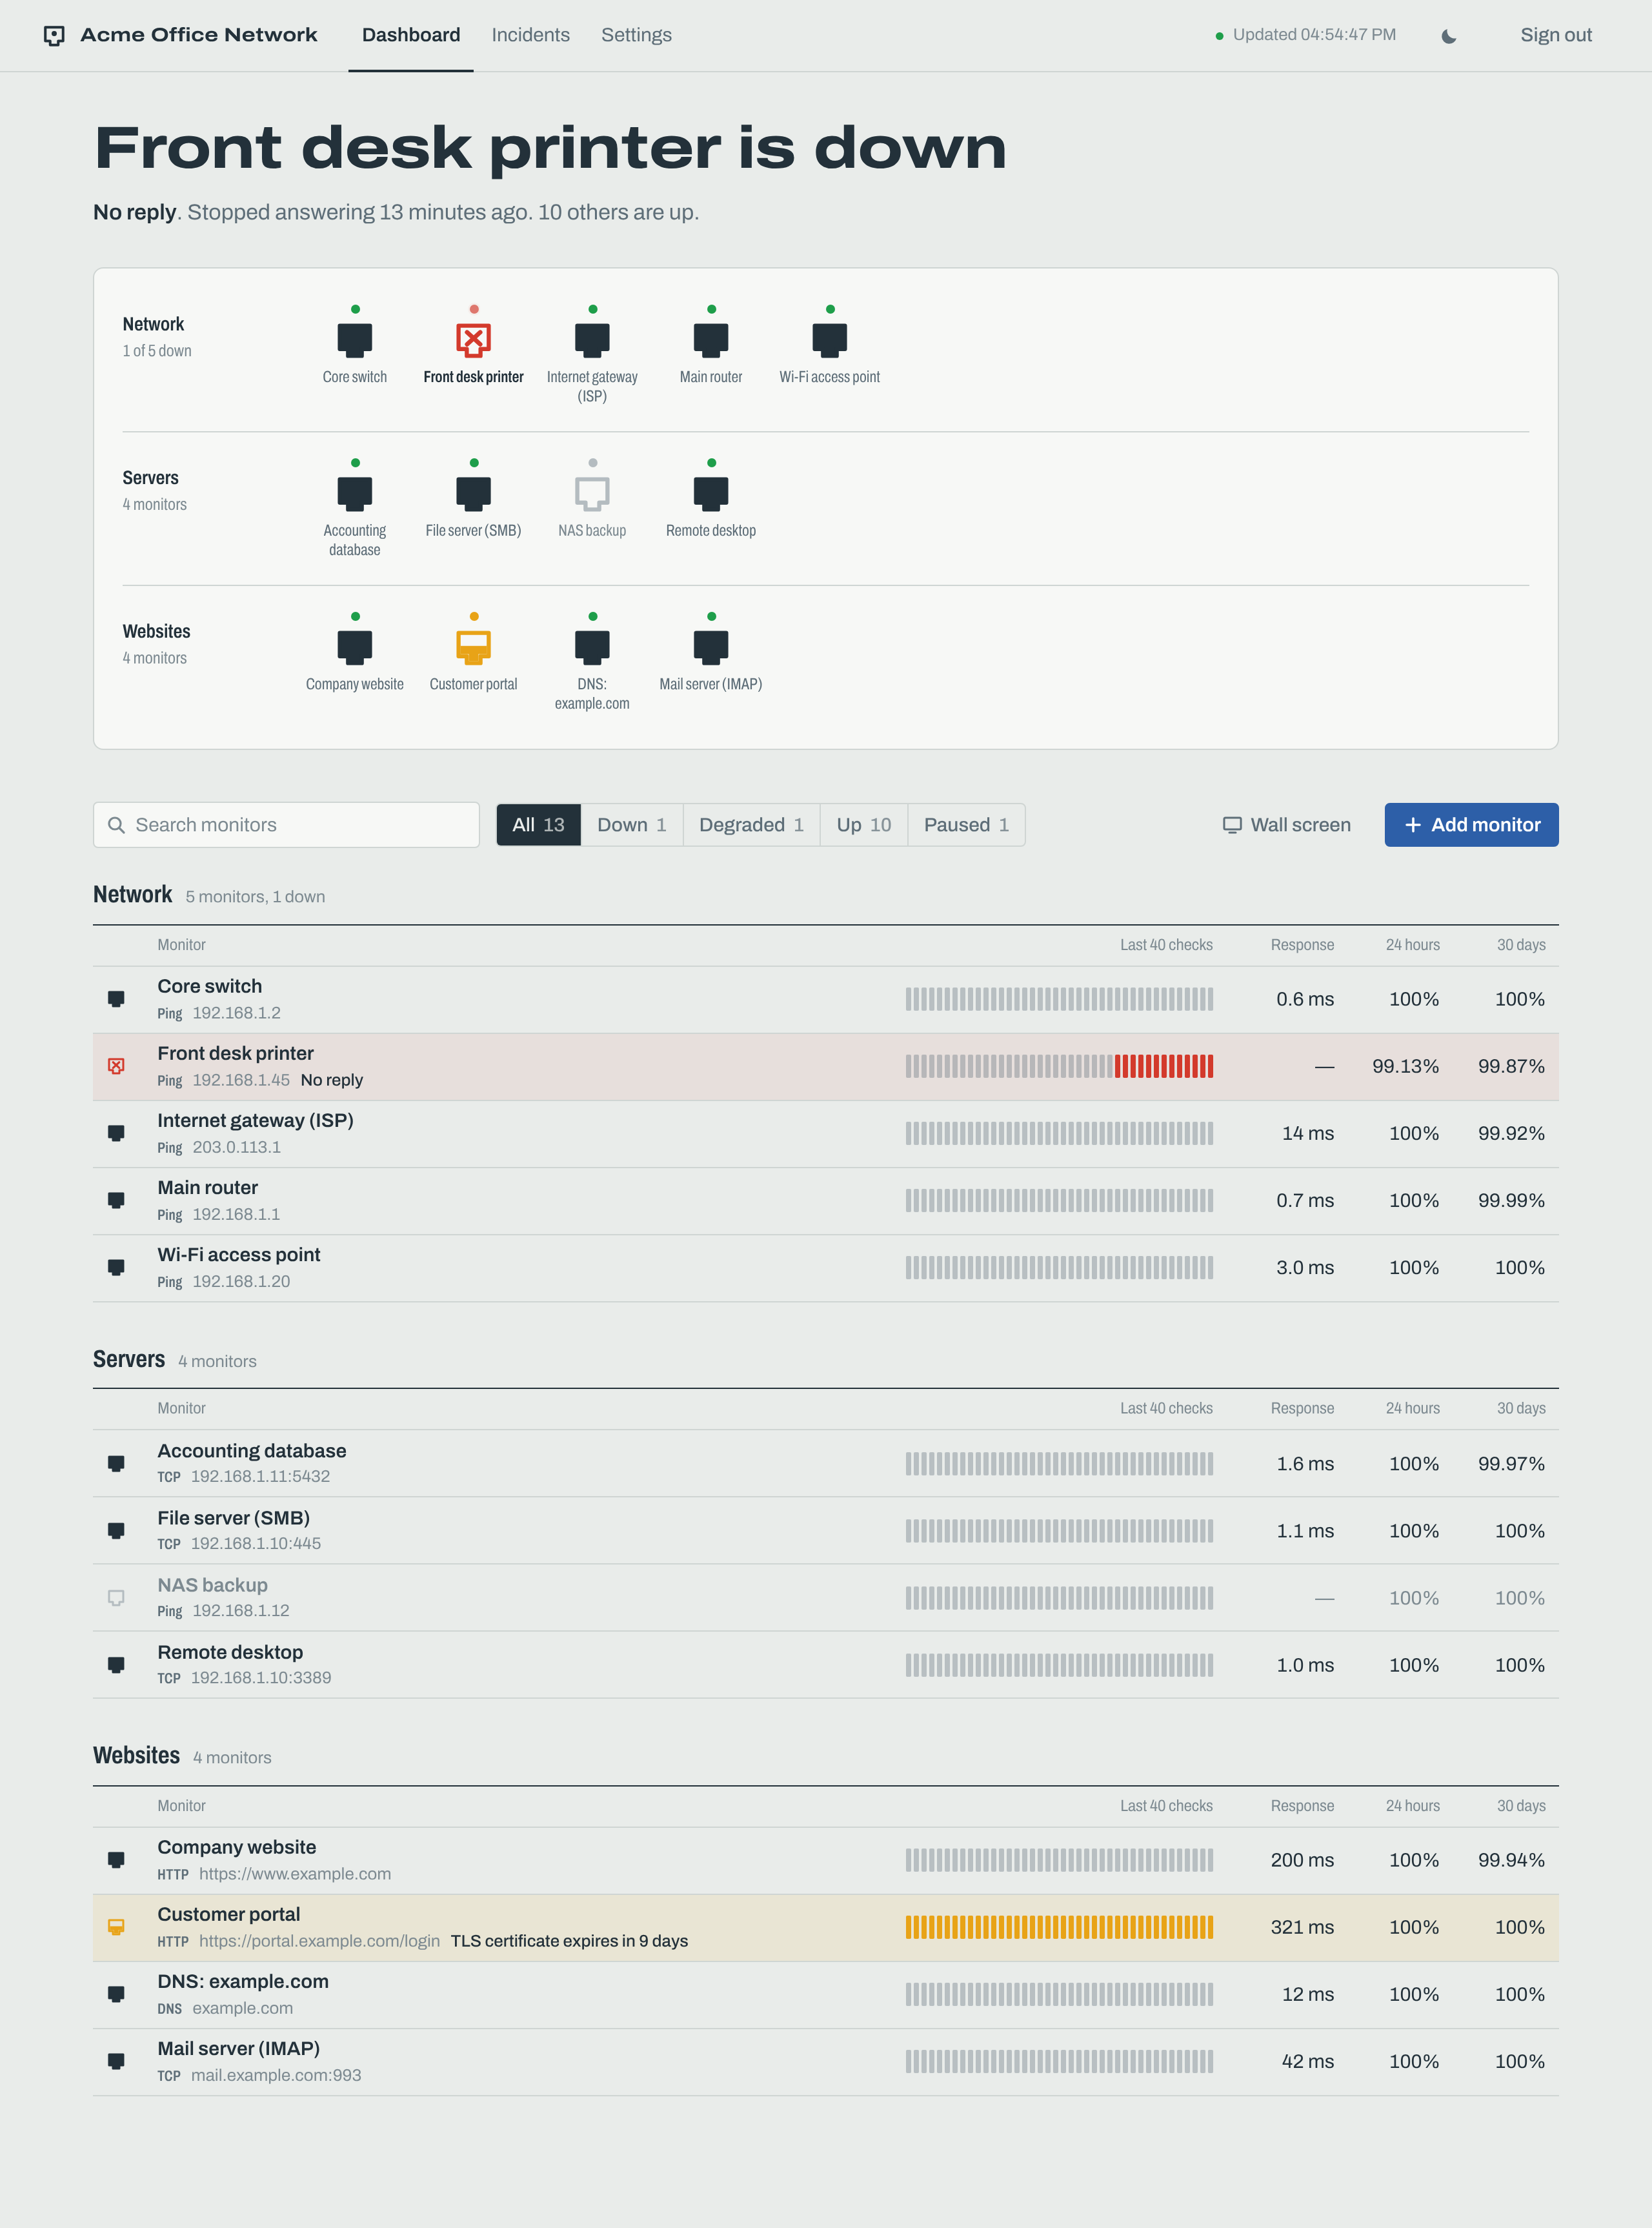 Acme Office Network Dashboard Incidents Settings Updated 04:54:47 PM Sign out
Front desk printer is down
No reply. Stopped answering 13 minutes ago. 10 others are up.
Network
1 of 5 down
Core switch
Front desk printer
Internet gateway
(ISP)
Main router
Wi-Fi access point
Servers
4 monitors
Accounting
database
File server (SMB)
NAS backup
Remote desktop
Websites
4 monitors
Company website
Customer portal
DNS:
example.com
Mail server (IMAP)
Search monitors All 13 Down 1 Degraded 1 Up 10 Paused 1 Wall screen Add monitor
Network 5 monitors, 1 down
Monitor Last 40 checks Response 24 hours 30 days
Core switch
Ping 192.168.1.2
0.6 ms 100% 100%
Front desk printer
Ping 192.168.1.45 No reply
— 99.13% 99.87%
Internet gateway (ISP)
Ping 203.0.113.1
14 ms 100% 99.92%
Main router
Ping 192.168.1.1
0.7 ms 100% 99.99%
Wi-Fi access point
Ping 192.168.1.20
3.0 ms 100% 100%
Servers 4 monitors
Monitor Last 40 checks Response 24 hours 30 days
Accounting database
TCP 192.168.1.11:5432
1.6 ms 100% 99.97%
File server (SMB)
TCP 192.168.1.10:445
1.1 ms 100% 100%
NAS backup
Ping 192.168.1.12
— 100% 100%
Remote desktop
TCP 192.168.1.10:3389
1.0 ms 100% 100%
Websites 4 monitors
Monitor Last 40 checks Response 24 hours 30 days
Company website
HTTP https://www.example.com
200 ms 100% 99.94%
Customer portal
HTTP https://portal.example.com/login TLS certificate expires in 9 days
321 ms 100% 100%
DNS: example.com
DNS example.com
12 ms 100% 100%
Mail server (IMAP)
TCP mail.example.com:993
42 ms 100% 100%